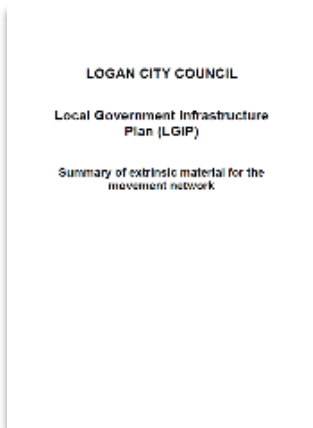 LOGAN CITY COUNCIL
Local Government Infrastructure
Plan (LGIP)
Summary of extrinsic material for the
movement network